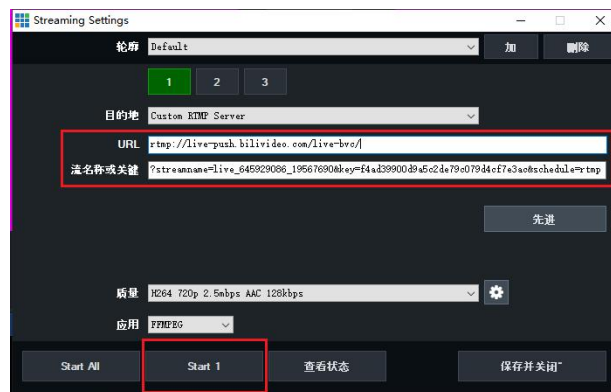 Streaming Settings
轮廓 Default 加 删除
1 2 3
目的地 Custom RTMP Server
URL rtmp://live-push.bilivideo.com/live-bvc/
流名称或关键 ?streamname=live_645929086_19567690&key=f4ad39900d9a5c2de79c079d4cf7e3ac&schedule=rtmp
先进
质量 H264 720p 2.5mbps AAC 128kbps
应用 FFMPEG
Start All Start 1 查看状态 保存并关闭~